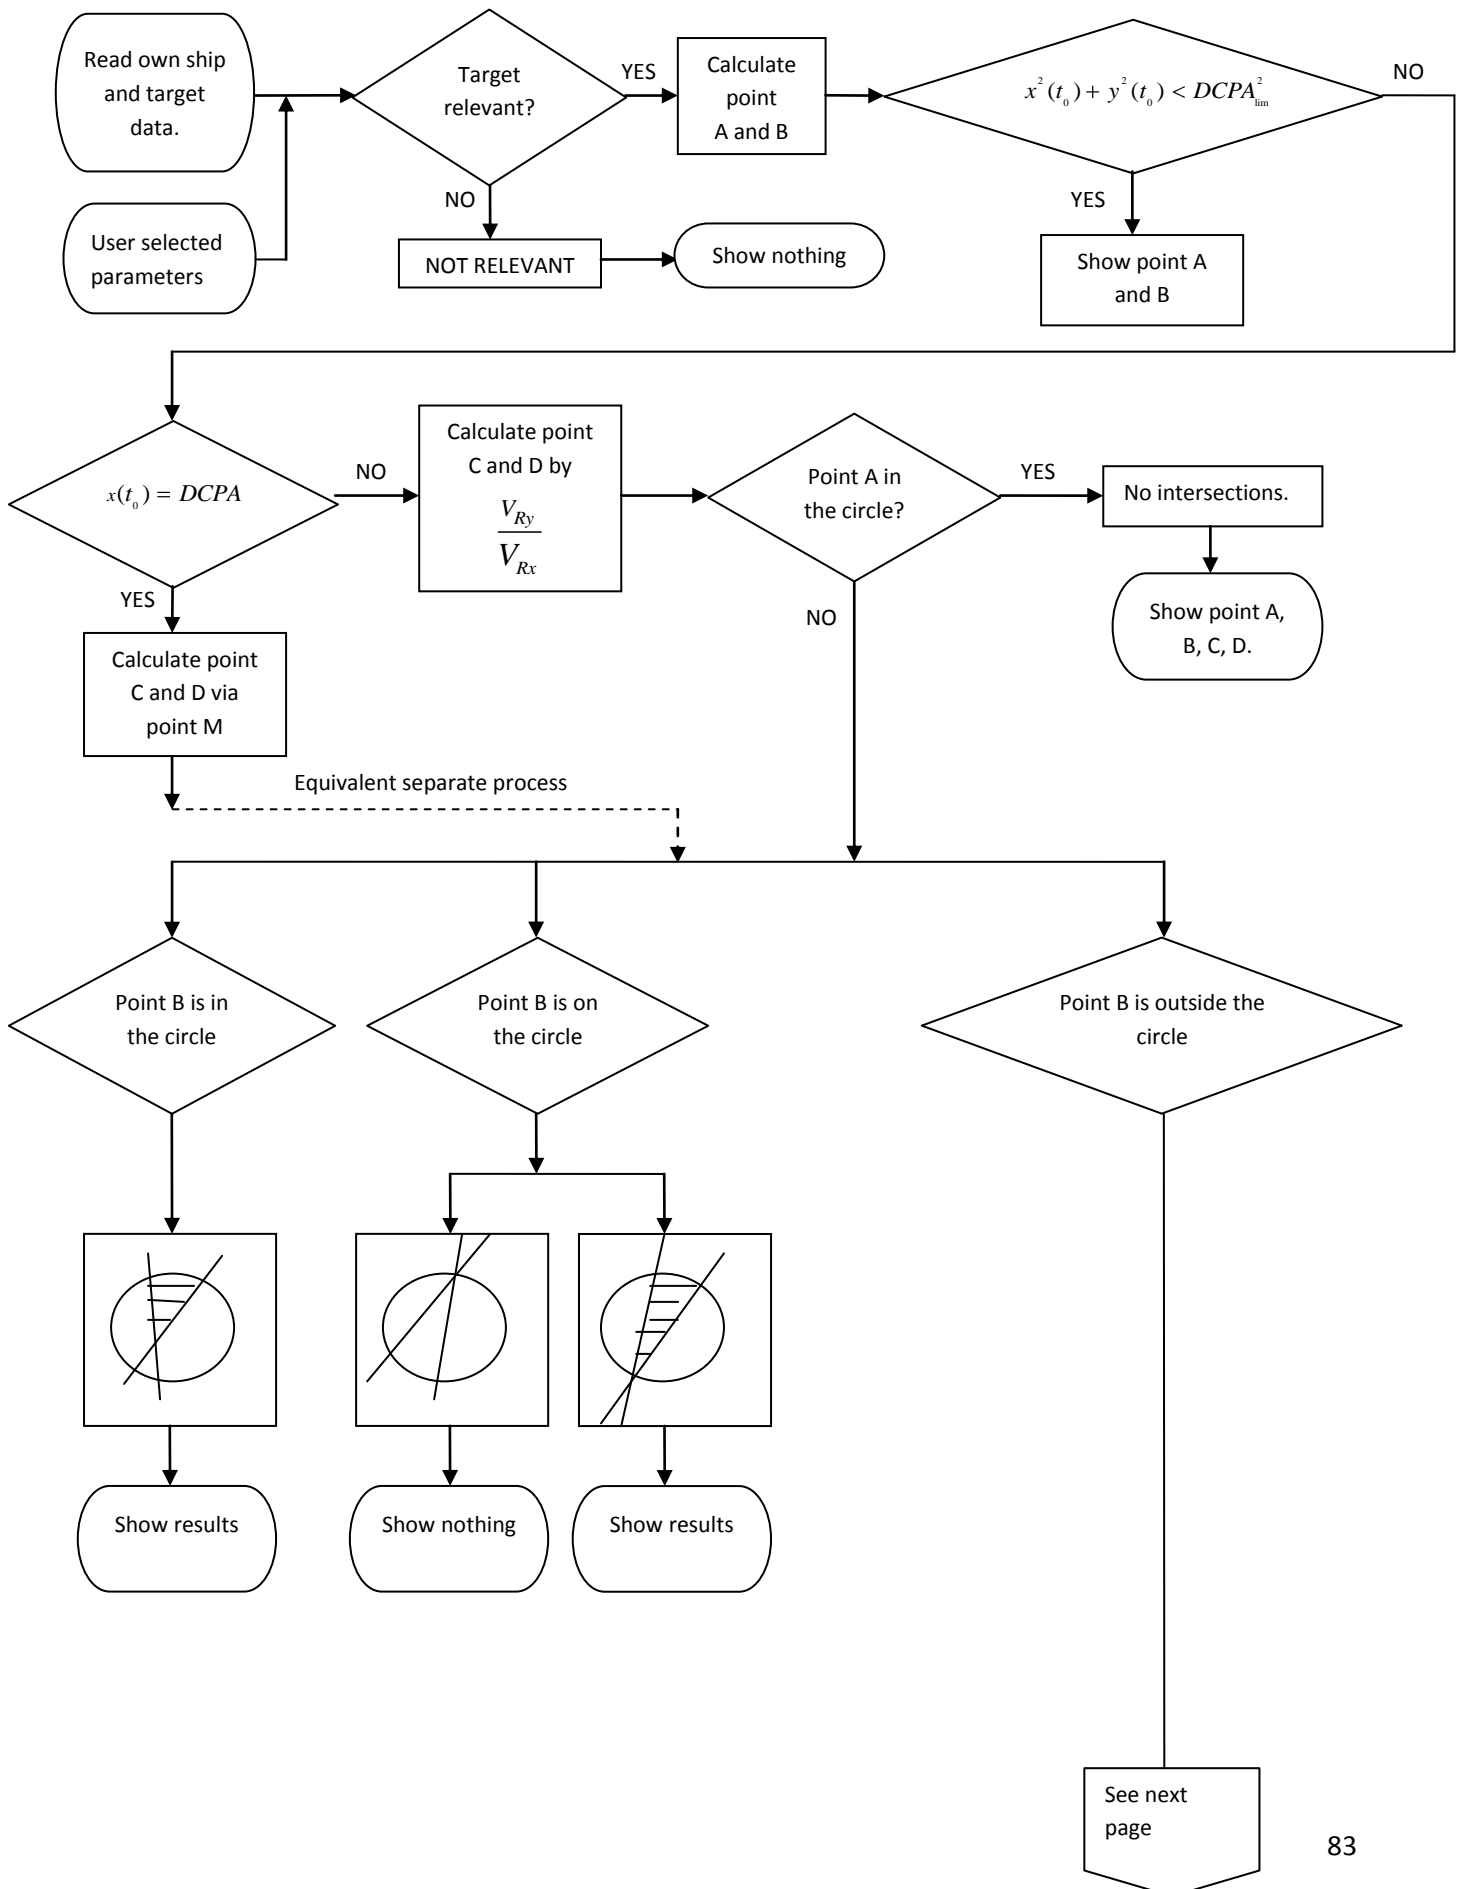 Read own ship
and target
data.
Target
relevant?
YES
Calculate
point
A and B
x²(t₀) + y²(t₀) < DCPA²lim
NO
NO
YES
User selected
parameters
NOT RELEVANT
Show nothing
Show point A
and B
x(t₀) = DCPA
NO
Calculate point
C and D by
V_Ry
V_Rx
Point A in
the circle?
YES
No intersections.
YES
NO
Show point A,
B, C, D.
Calculate point
C and D via
point M
Equivalent separate process
Point B is in
the circle
Point B is on
the circle
Point B is outside the
circle
Show results
Show nothing
Show results
See next
page
83